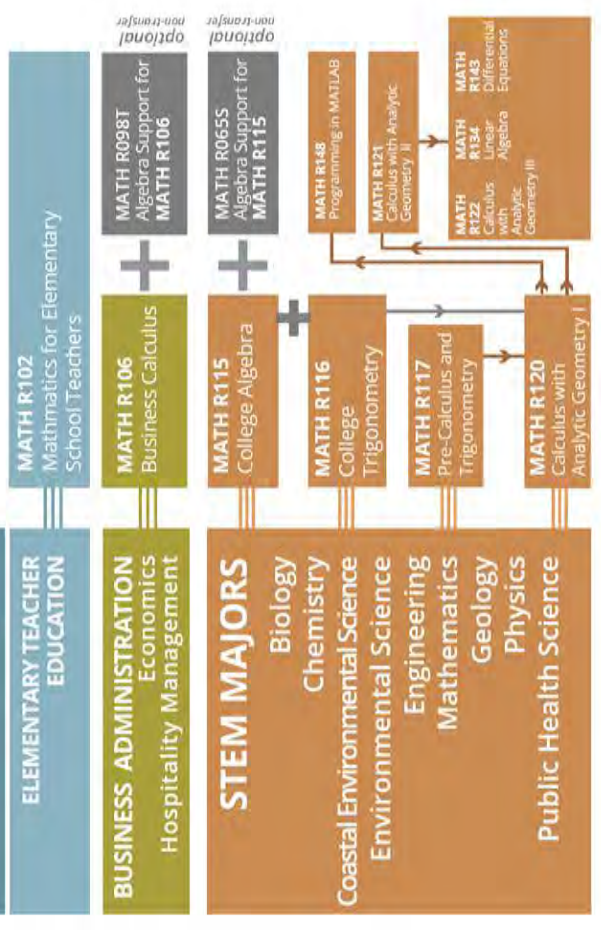 ELEMENTARY TEACHER
EDUCATION
MATH R102
Mathmatics for Elementary
School Teachers
BUSINESS ADMINISTRATION
Economics
Hospitality Management
MATH R106
Business Calculus
+
MATH R098T
Algebra Support for
MATH R106
optional
non-transfer
STEM MAJORS
Biology
Chemistry
Coastal Environmental Science
Environmental Science
Engineering
Mathematics
Geology
Physics
Public Health Science
MATH R115
College Algebra
+
MATH R065S
Algebra Support for
MATH R115
optional
non-transfer
+
MATH R116
College
Trigonometry
MATH R117
Pre-Calculus and
Trigonometry
MATH R120
Calculus with
Analytic Geometry I
MATH R148
Programming in MATLAB
MATH R121
Calculus with Analytic
Geometry II
MATH
R122
Calculus
with
Analytic
Geometry III
MATH
R134
Linear
Algebra
MATH
R143
Differential
Equations